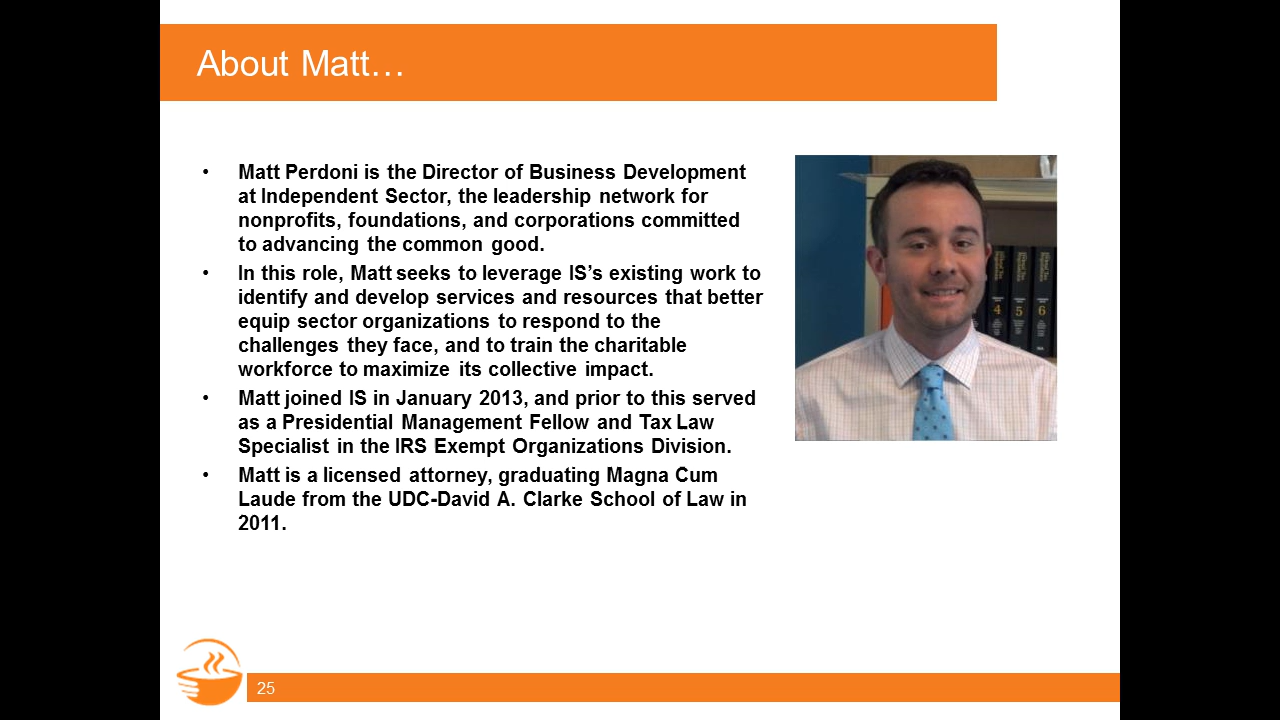 About Matt…
• Matt Perdoni is the Director of Business Development
at Independent Sector, the leadership network for
nonprofits, foundations, and corporations committed
to advancing the common good.
• In this role, Matt seeks to leverage IS’s existing work to
identify and develop services and resources that better
equip sector organizations to respond to the
challenges they face, and to train the charitable
workforce to maximize its collective impact.
• Matt joined IS in January 2013, and prior to this served
as a Presidential Management Fellow and Tax Law
Specialist in the IRS Exempt Organizations Division.
• Matt is a licensed attorney, graduating Magna Cum
Laude from the UDC-David A. Clarke School of Law in
2011.
4 5 6
25